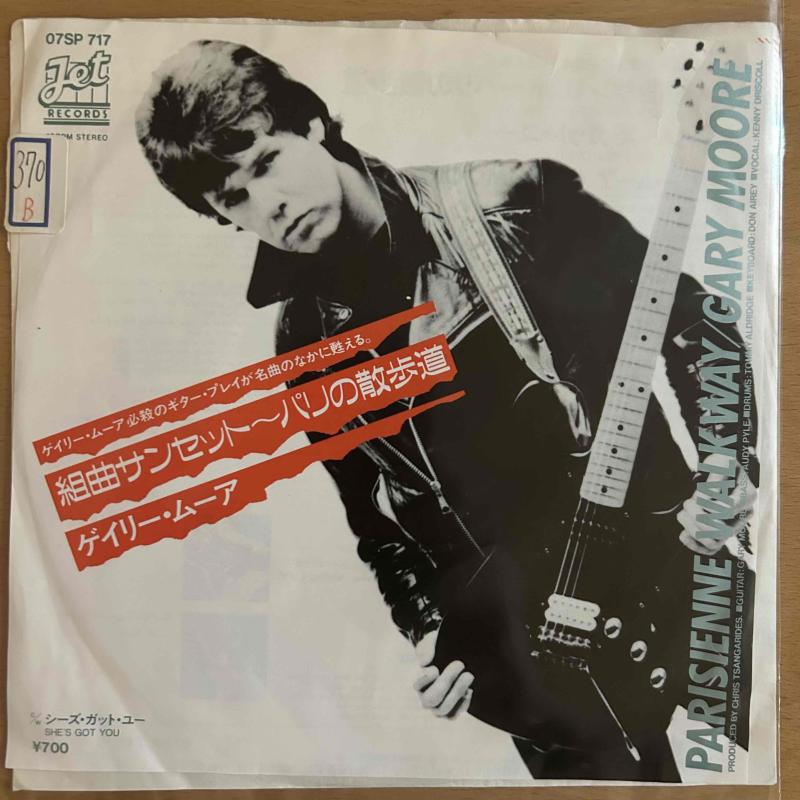 07SP 717
Jet
RECORDS
STEREO
370
B
ゲイリー・ムーア必殺のギター・プレイが名曲のなかに甦える。
組曲サンセット〜パリの散歩道
ゲイリー・ムーア
PARISIENNE WALKWAY/GARY MOORE
PRODUCED BY CHRIS TSANGARIDES. ■GUITAR:GARY ■DRUMS:TOMMY ALDRIDGE ■KEYBOARD:DON AIREY ■VOCAL:KENNY DRISCOLL
c/w シーズ・ガット・ユー
SHE'S GOT YOU
¥700